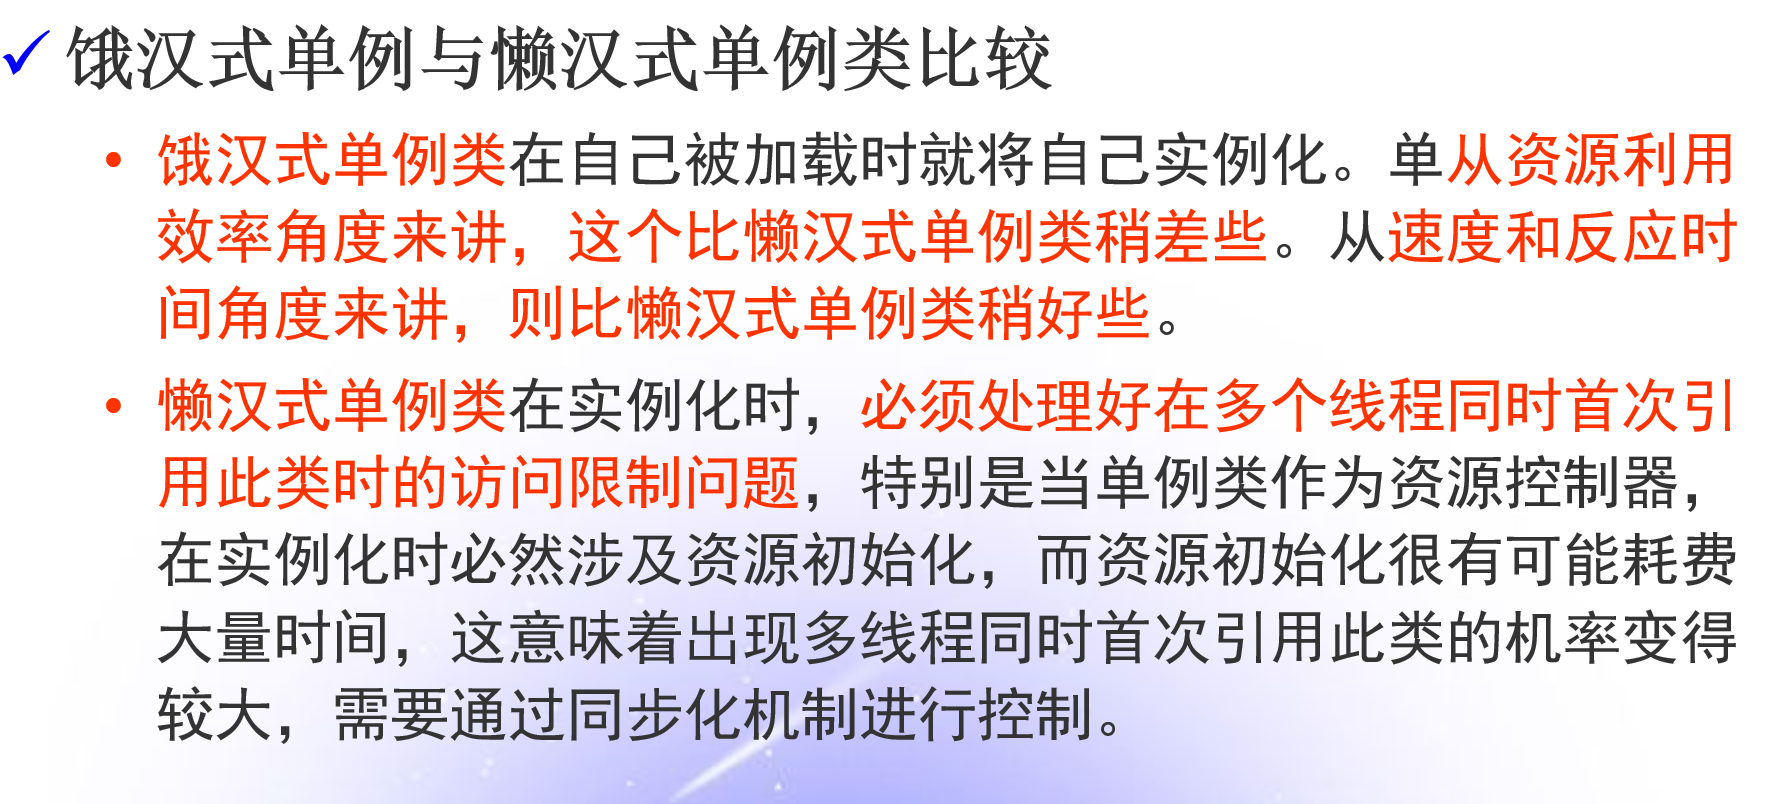 ✓ 饿汉式单例与懒汉式单例类比较
• 饿汉式单例类在自己被加载时就将自己实例化。单从资源利用
效率角度来讲，这个比懒汉式单例类稍差些。从速度和反应时
间角度来讲，则比懒汉式单例类稍好些。
• 懒汉式单例类在实例化时，必须处理好在多个线程同时首次引
用此类时的访问限制问题，特别是当单例类作为资源控制器，
在实例化时必然涉及资源初始化，而资源初始化很有可能耗费
大量时间，这意味着出现多线程同时首次引用此类的机率变得
较大，需要通过同步化机制进行控制。